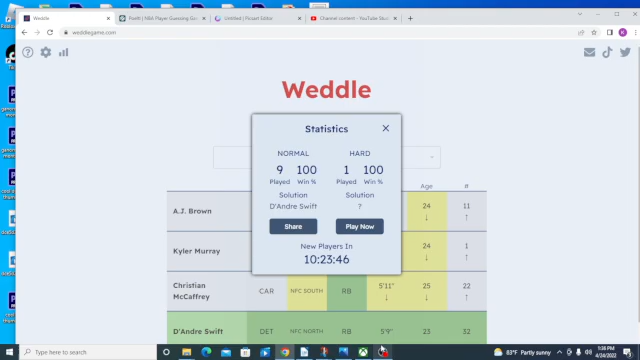 Weddle
Poeltl | NBA Player Guessing Ga
Untitled | Picsart Editor
Channel content - YouTube Stu
weddlegame.com
Weddle
Statistics
NORMAL HARD
9 100 1 100
Played Win % Played Win %
Solution Solution
D'Andre Swift ?
Share Play Now
New Players In
10:23:46
Age #
A.J. Brown 24 11
↓ ↑
Kyler Murray 24 1
↓ ↑
Christian McCaffrey CAR NFC SOUTH RB 5'11" 25 22
↓ ↓ ↑
D'Andre Swift DET NFC NORTH RB 5'9" 23 32
Type here to search
83°F Partly sunny
1:36 PM
4/24/2022